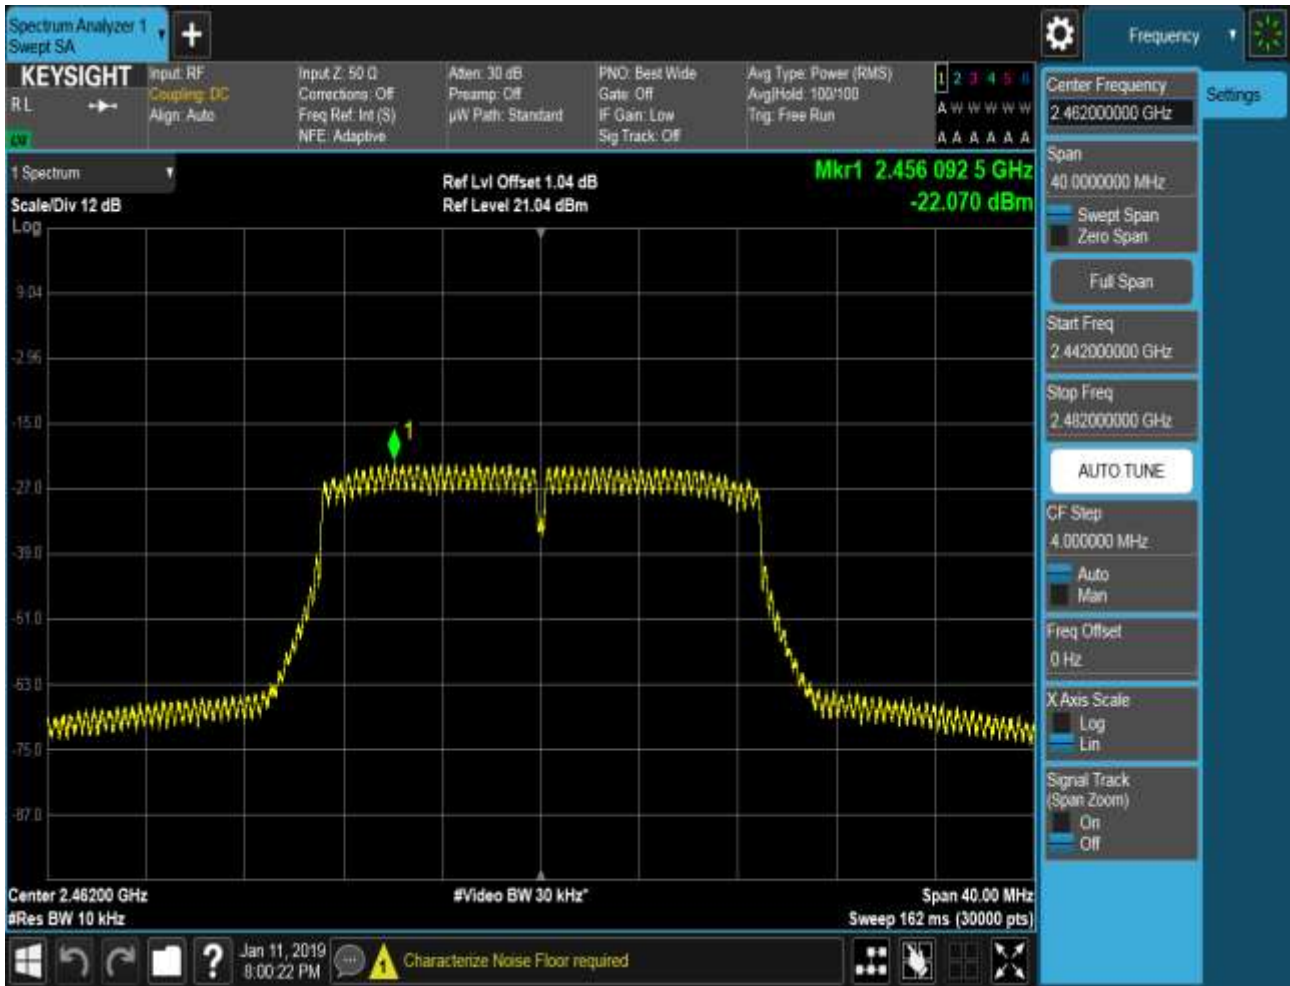 Spectrum Analyzer 1
Swept SA
+
Frequency
KEYSIGHT
RL
Input: RF
Coupling: DC
Align: Auto
Input Z: 50 Ω
Corrections: Off
Freq Ref: Int (S)
NFE: Adaptive
Atten: 30 dB
Preamp: Off
µW Path: Standard
PNO: Best Wide
Gate: Off
IF Gain: Low
Sig Track: Off
Avg Type: Power (RMS)
Avg|Hold: 100/100
Trig: Free Run
1 2 3 4 5 6
A W W W W W
A A A A A A
1 Spectrum
Scale/Div 12 dB
Log
Ref Lvl Offset 1.04 dB
Ref Level 21.04 dBm
Mkr1 2.456 092 5 GHz
-22.070 dBm
9.04
-2.96
-15.0
-27.0
-39.0
-51.0
-63.0
-75.0
-87.0
1
Center 2.46200 GHz
#Res BW 10 kHz
#Video BW 30 kHz*
Span 40.00 MHz
Sweep 162 ms (30000 pts)
Center Frequency
2.462000000 GHz
Settings
Span
40.0000000 MHz
Swept Span
Zero Span
Full Span
Start Freq
2.442000000 GHz
Stop Freq
2.482000000 GHz
AUTO TUNE
CF Step
4.000000 MHz
Auto
Man
Freq Offset
0 Hz
X Axis Scale
Log
Lin
Signal Track
(Span Zoom)
On
Off
?
Jan 11, 2019
8:00:22 PM
1
Characterize Noise Floor required